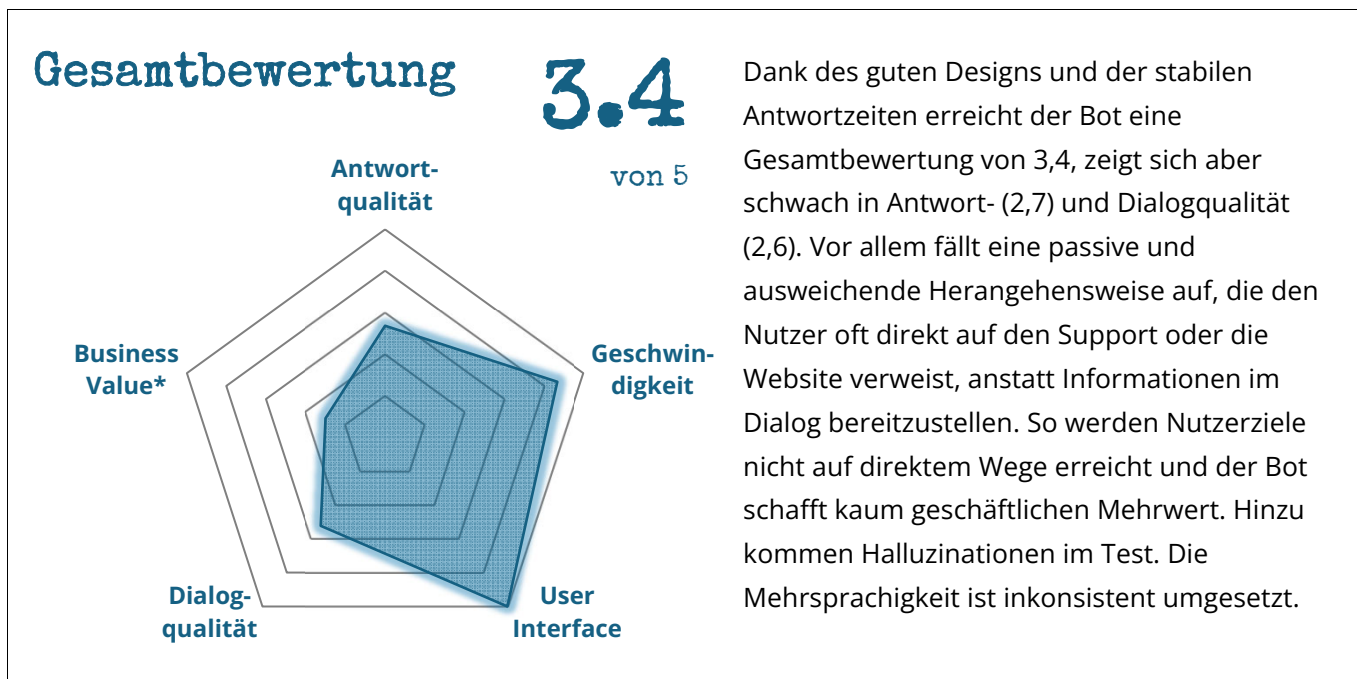 Gesamtbewertung
3.4
von 5
Antwort-
qualität
Business
Value*
Geschwin-
digkeit
Dialog-
qualität
User
Interface
Dank des guten Designs und der stabilen
Antwortzeiten erreicht der Bot eine
Gesamtbewertung von 3,4, zeigt sich aber
schwach in Antwort- (2,7) und Dialogqualität
(2,6). Vor allem fällt eine passive und
ausweichende Herangehensweise auf, die den
Nutzer oft direkt auf den Support oder die
Website verweist, anstatt Informationen im
Dialog bereitzustellen. So werden Nutzerziele
nicht auf direktem Wege erreicht und der Bot
schafft kaum geschäftlichen Mehrwert. Hinzu
kommen Halluzinationen im Test. Die
Mehrsprachigkeit ist inkonsistent umgesetzt.